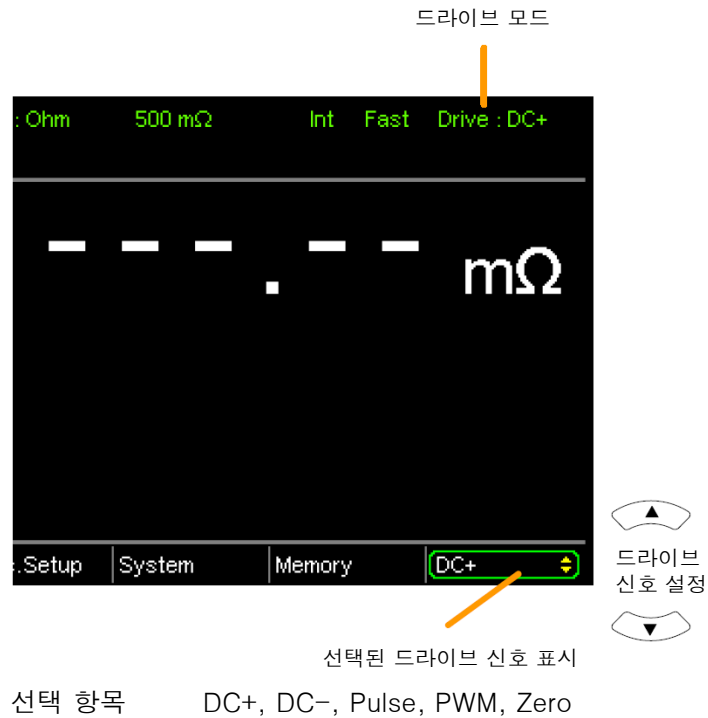 드라이브 모드
: Ohm 500 mΩ Int Fast Drive : DC+
– – – . – – mΩ
.Setup System Memory DC+
드라이브
신호 설정
선택된 드라이브 신호 표시
선택 항목 DC+, DC-, Pulse, PWM, Zero